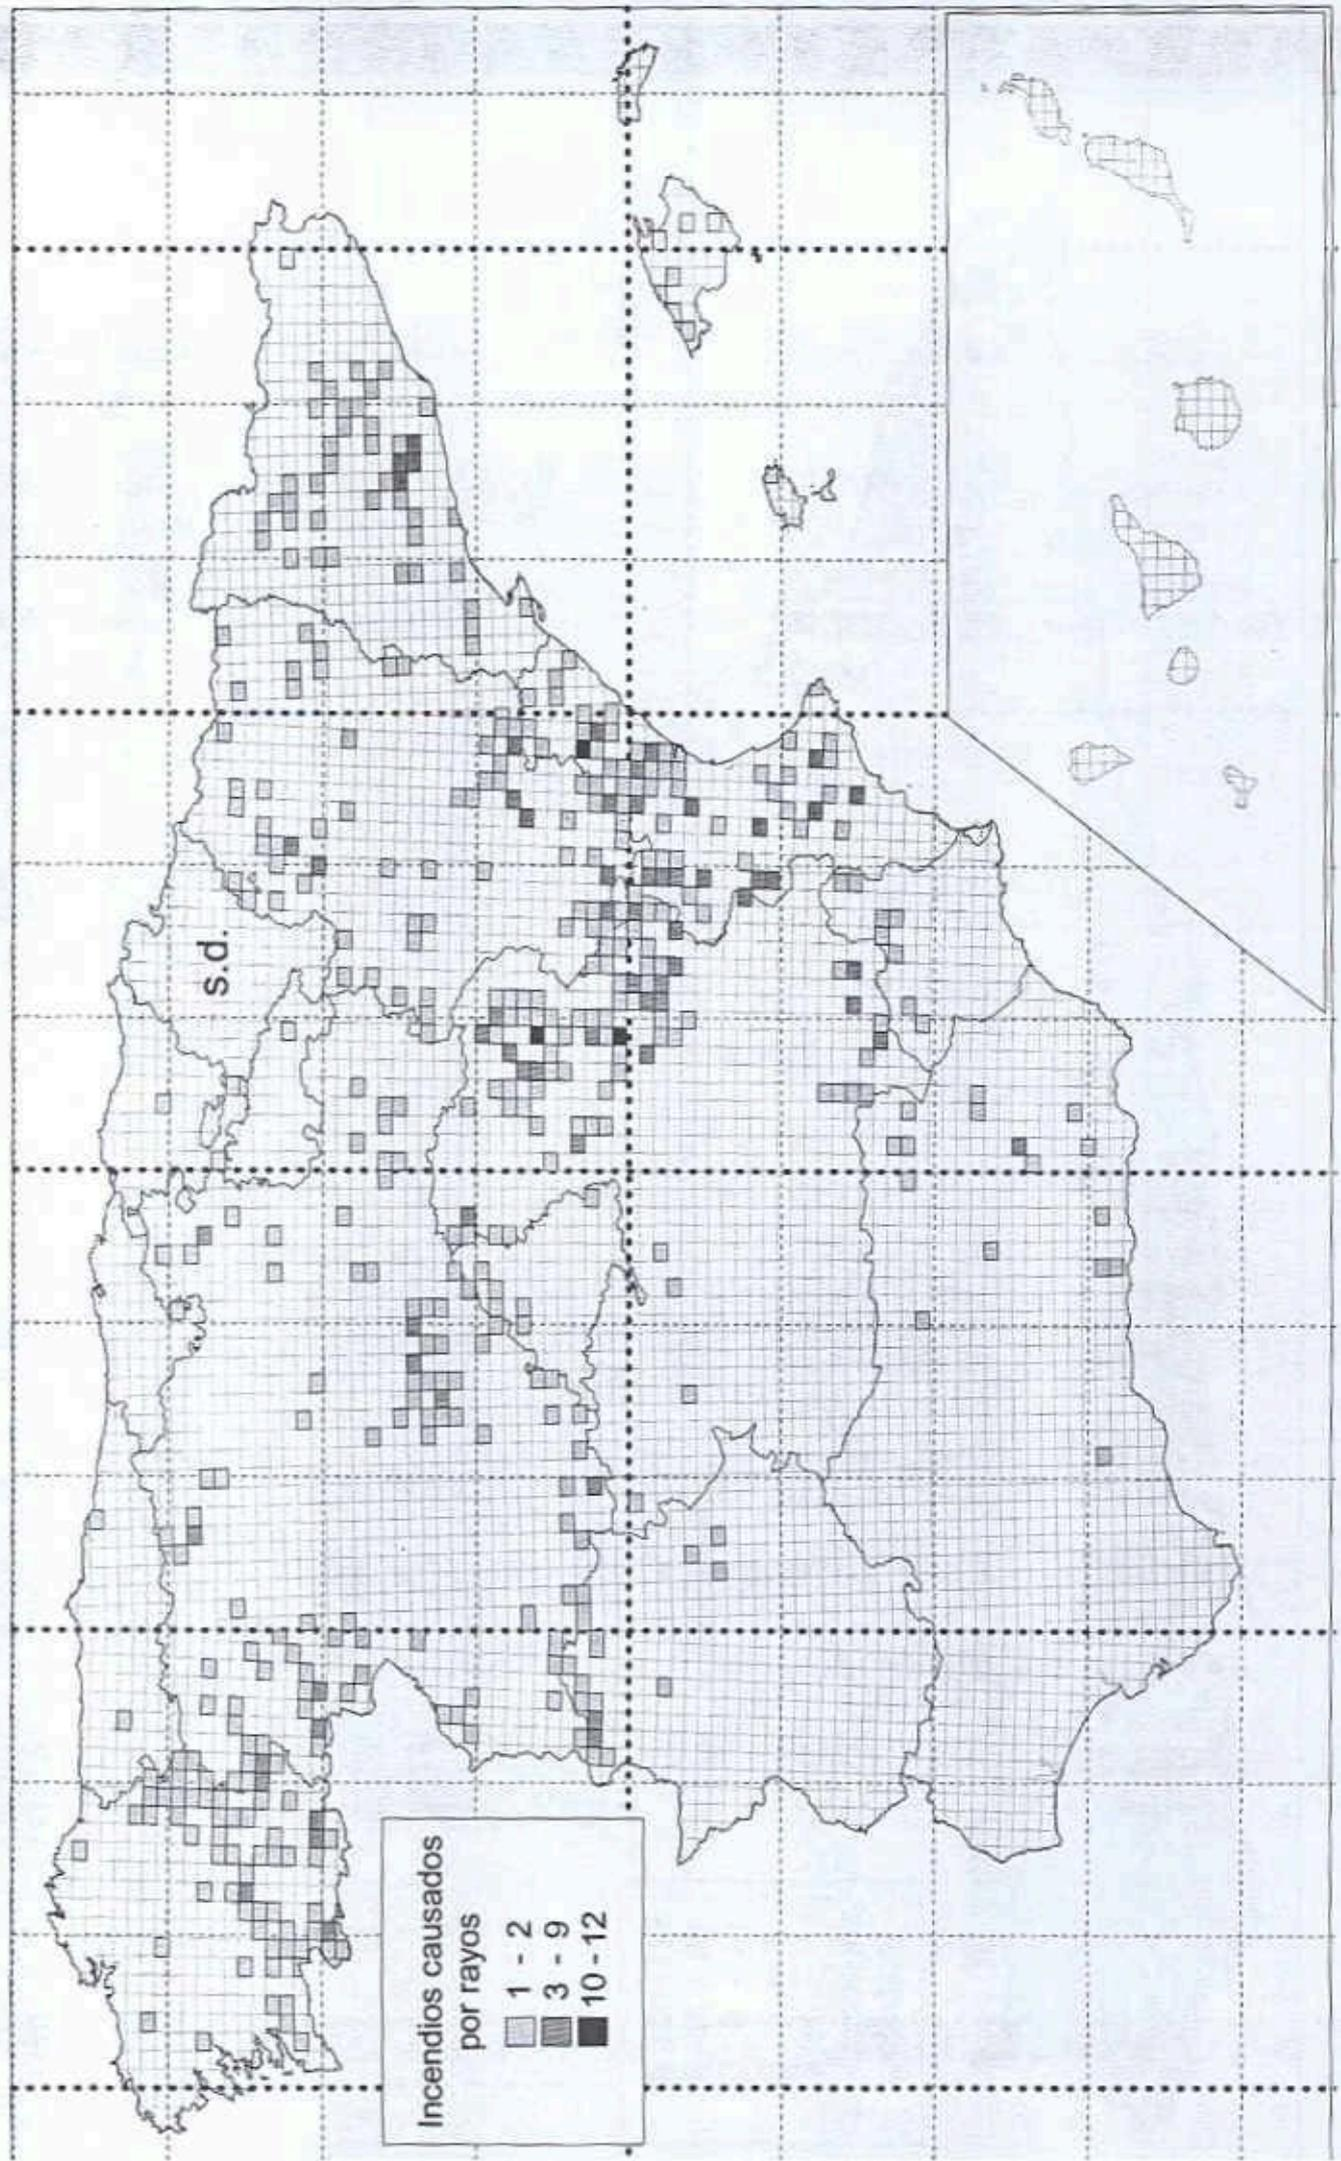 s.d.
Incendios causados
por rayos
1 - 2
3 - 9
10 - 12